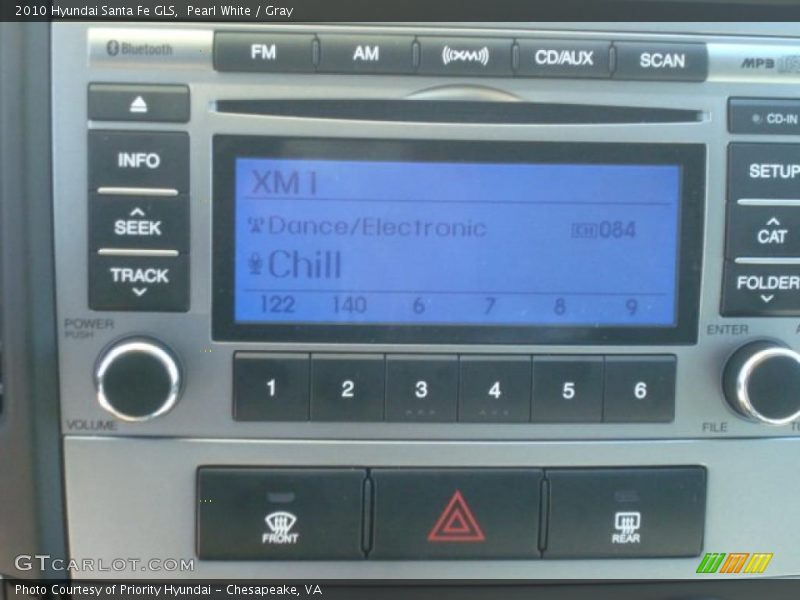 2010 Hyundai Santa Fe GLS, Pearl White / Gray
Bluetooth
FM AM ((XM)) CD/AUX SCAN
MP3
CD-IN
INFO
SETUP
XM1
Dance/Electronic CH 084
Chill
122 140 6 7 8 9
SEEK
TRACK
CAT
FOLDER
POWER
PUSH
ENTER
1 2 3 4 5 6
VOLUME
FILE
FRONT
REAR
GTCARLOT.COM
Photo Courtesy of Priority Hyundai - Chesapeake, VA